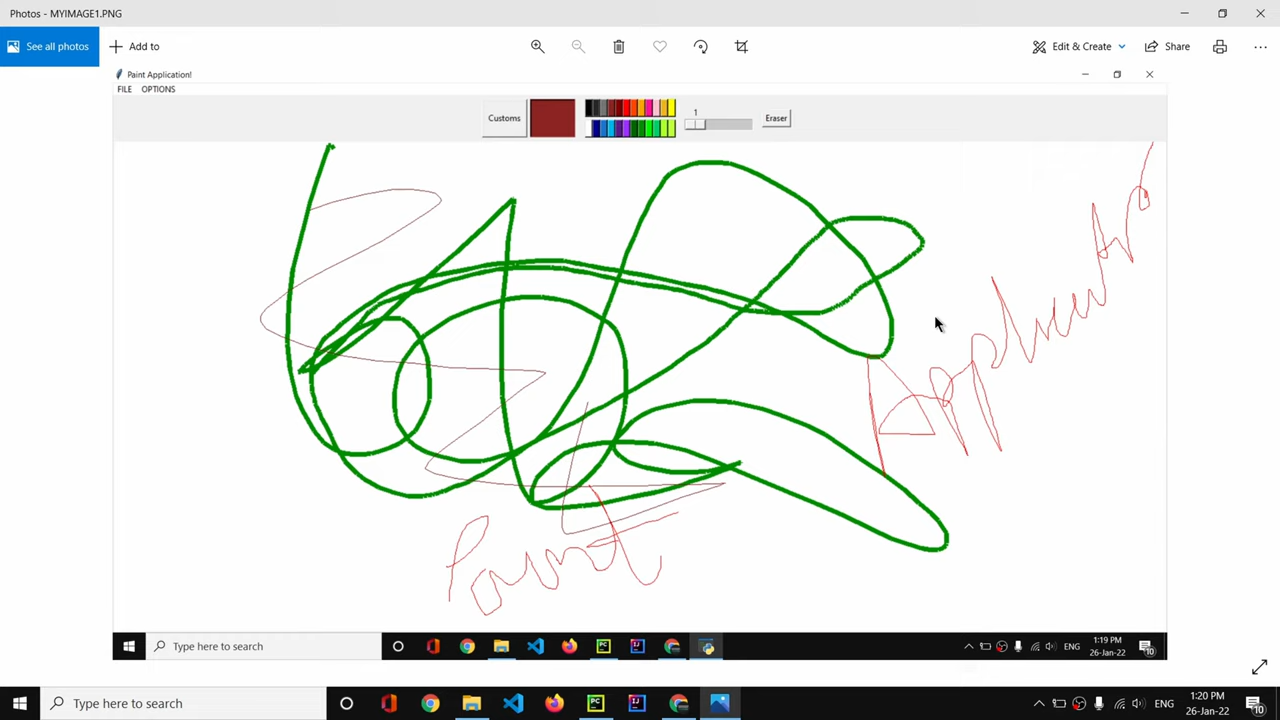 Photos - MYIMAGE1.PNG
See all photos
Add to
Edit & Create
Share
Paint Application!
FILE OPTIONS
Customs
1
Eraser
Paint
Type here to search
ENG
1:19 PM
26-Jan-22
10
Type here to search
ENG
1:20 PM
26-Jan-22
10